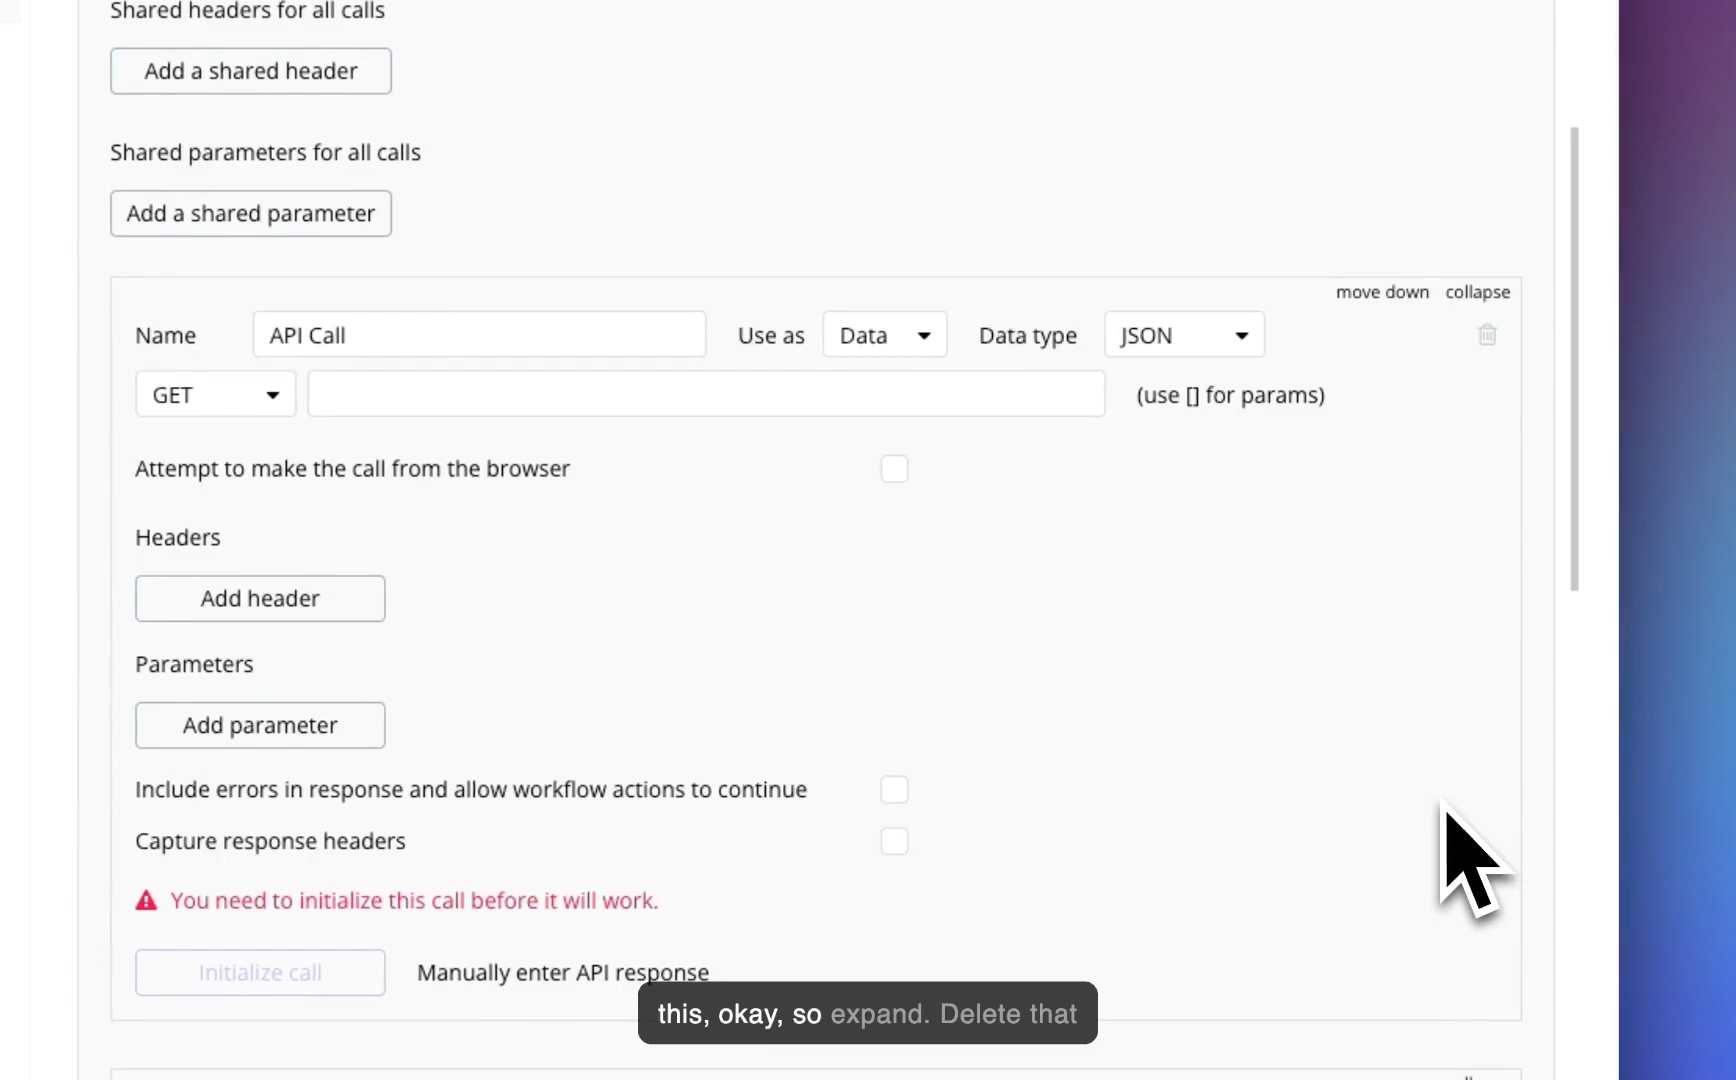 Shared headers for all calls
Add a shared header
Shared parameters for all calls
Add a shared parameter
move down collapse
Name API Call Use as Data Data type JSON
GET (use [] for params)
Attempt to make the call from the browser
Headers
Add header
Parameters
Add parameter
Include errors in response and allow workflow actions to continue
Capture response headers
You need to initialize this call before it will work.
Initialize call Manually enter API response
this, okay, so expand. Delete that